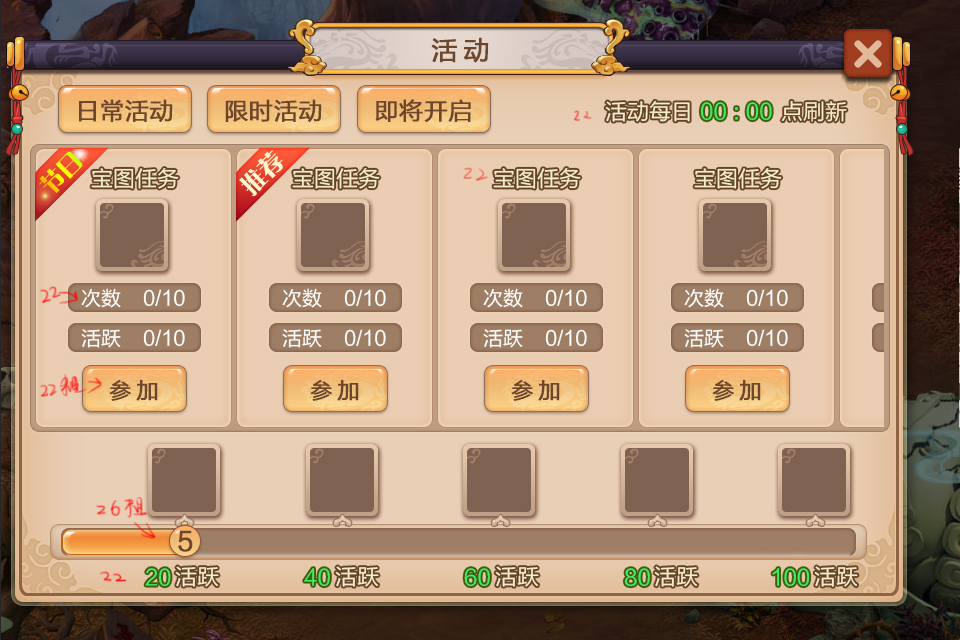 活动
日常活动 限时活动 即将开启 22 活动每日 00:00 点刷新
节日 宝图任务 推荐 宝图任务 22 宝图任务 宝图任务
22 次数 0/10 次数 0/10 次数 0/10 次数 0/10
活跃 0/10 活跃 0/10 活跃 0/10 活跃 0/10
22粗 参加 参加 参加 参加
26粗
5
22 20活跃 40活跃 60活跃 80活跃 100活跃